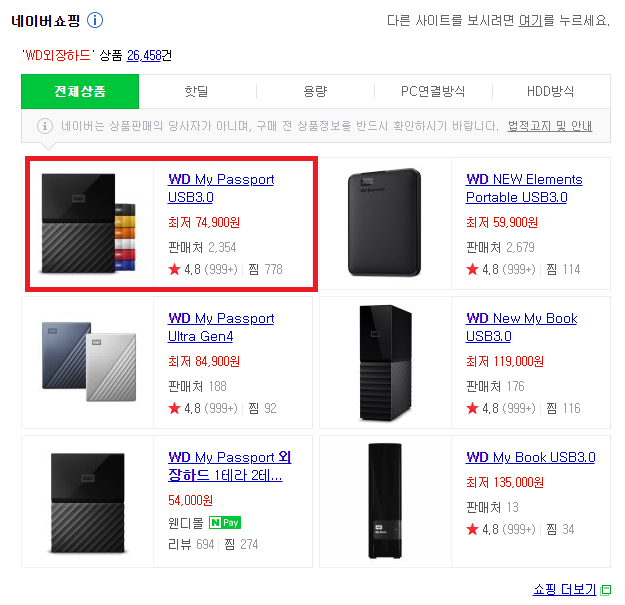 네이버쇼핑
다른 사이트를 보시려면 여기를 누르세요.
'WD외장하드' 상품 26,458건
전체상품 핫딜 용량 PC연결방식 HDD방식
네이버는 상품판매의 당사자가 아니며, 구매 전 상품정보를 반드시 확인하시기 바랍니다. 법적고지 및 안내
WD My Passport
USB3.0
최저 74,900원
판매처 2,354
★ 4,8 (999+) 찜 778
WD NEW Elements
Portable USB3.0
최저 59,900원
판매처 2,679
★ 4,8 (999+) 찜 114
WD My Passport
Ultra Gen4
최저 84,900원
판매처 188
★ 4,8 (999+) 찜 92
WD New My Book
USB3.0
최저 119,000원
판매처 176
★ 4,8 (999+) 찜 116
WD My Passport 외
장하드 1테라 2테...
54,000원
웬디몰 N Pay
리뷰 694 찜 274
WD My Book USB3.0
최저 135,000원
판매처 13
★ 4,8 (999+) 찜 34
쇼핑 더보기